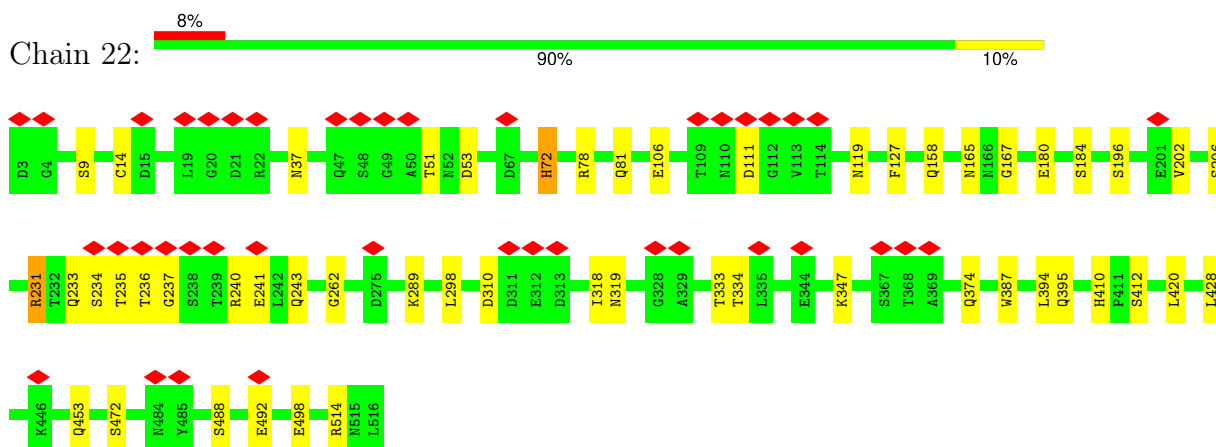 8%
Chain 22:
90% 10%
D3 G4 S9 C14 D15 L19 G20 D21 R22 N37 Q47 S48 G49 A50 T51 N52 D53 D67 H72 R78 Q81 E106 T109 N110 D111 G112 V113 T114 N119 F127 Q158 N165 N166 G167 E180 S184 S196 E201 V202
R231 T232 Q233 S234 T235 T236 G237 S238 T239 R240 E241 L242 Q243 G262 D275 K289 L298 D310 D311 E312 D313 I318 N319 G328 A329 T333 T334 L335 E344 K347 S367 T368 A369 Q374 W387 L394 Q395 H410 P411 S412 L420 L428
K446 Q453 S472 N484 Y485 S488 E492 E498 R514 N515 L516